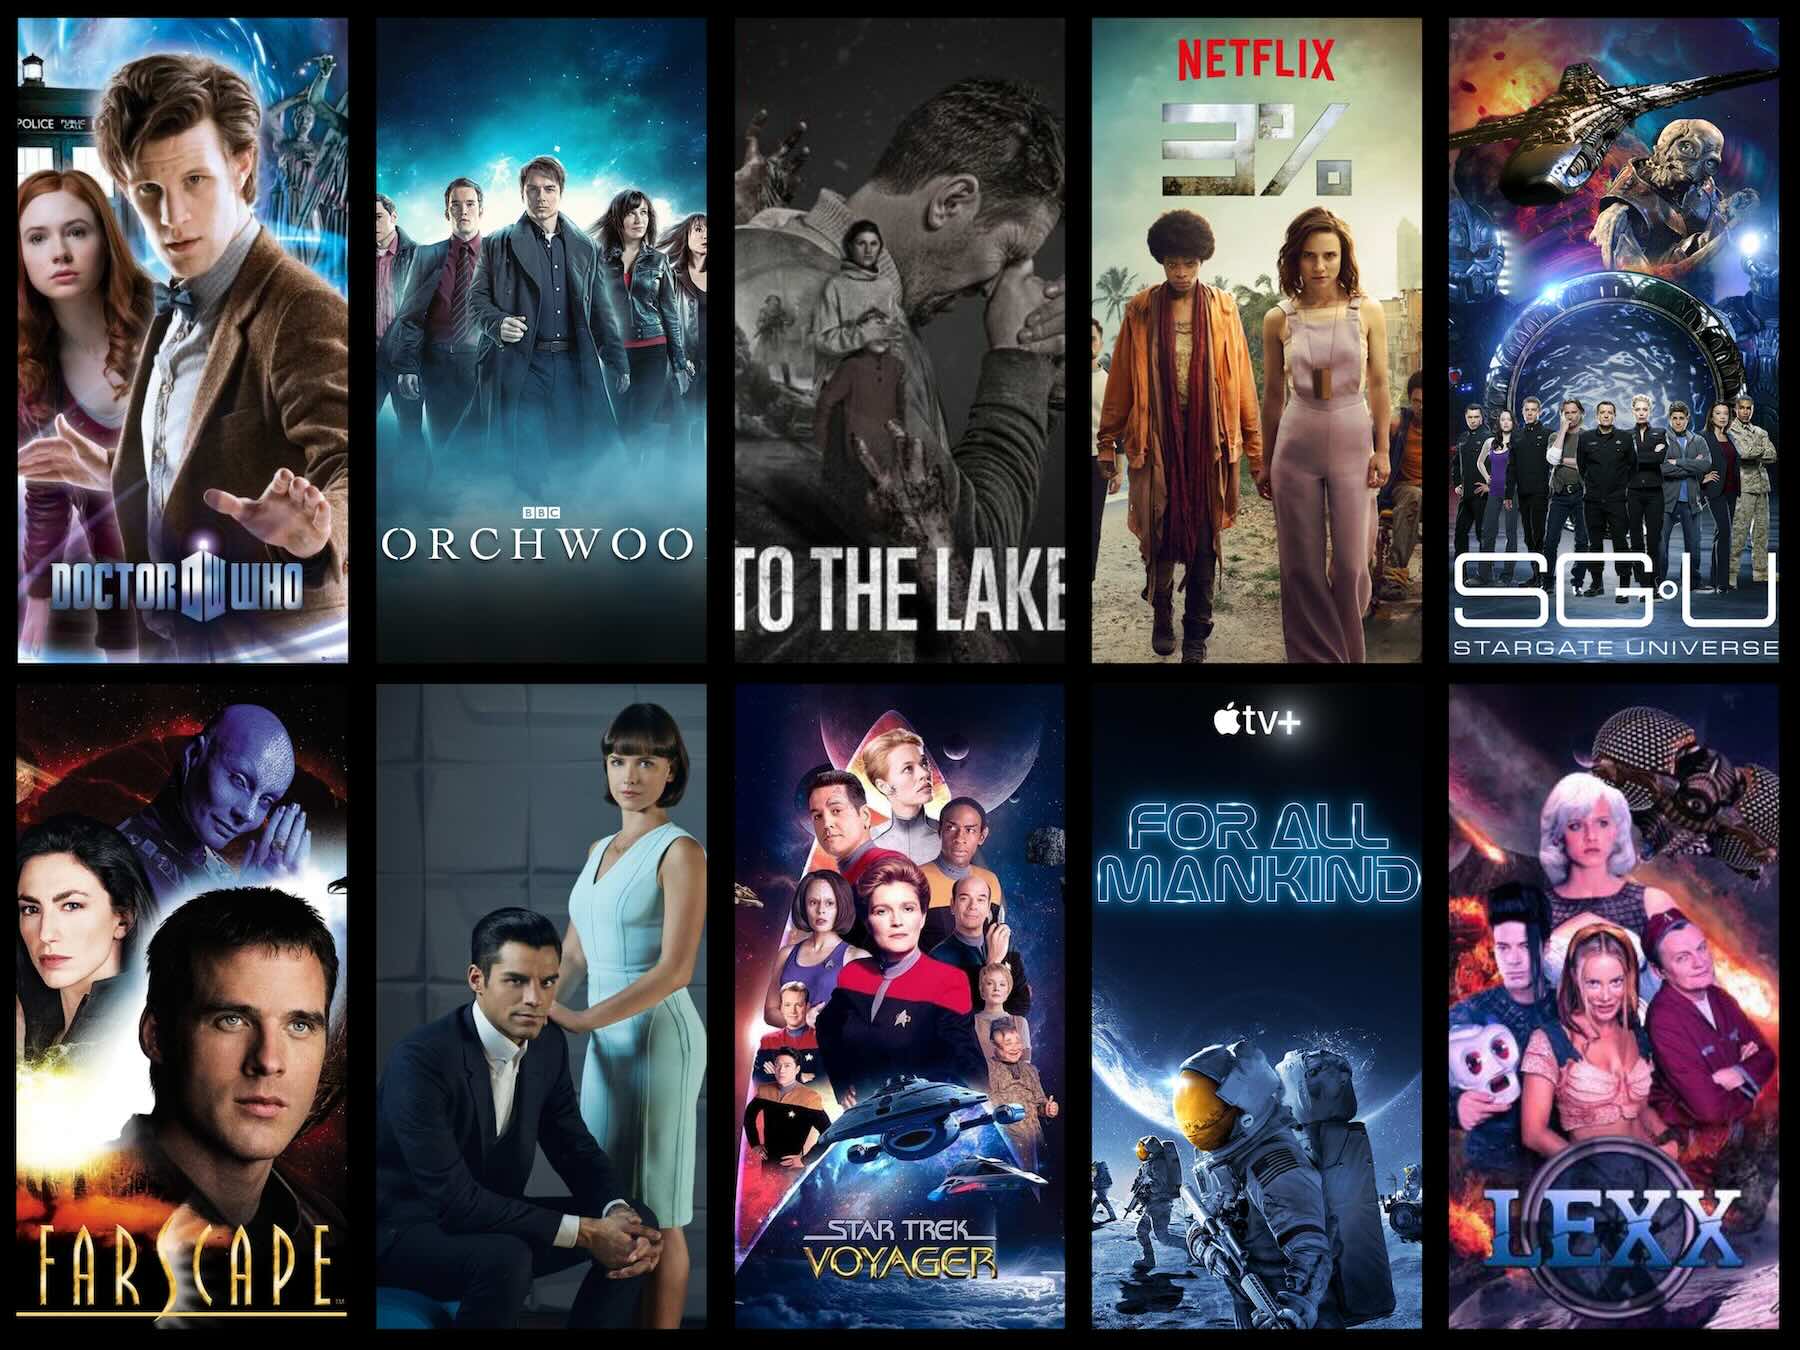 POLICE PUBLIC CALL
DOCTOR WHO
BBC
ORCHWOO
TO THE LAKE
NETFLIX
3%
SG·U
STARGATE UNIVERSE
FARSCAPE
STAR TREK
VOYAGER
tv+
FOR ALL
MANKIND
LEXX